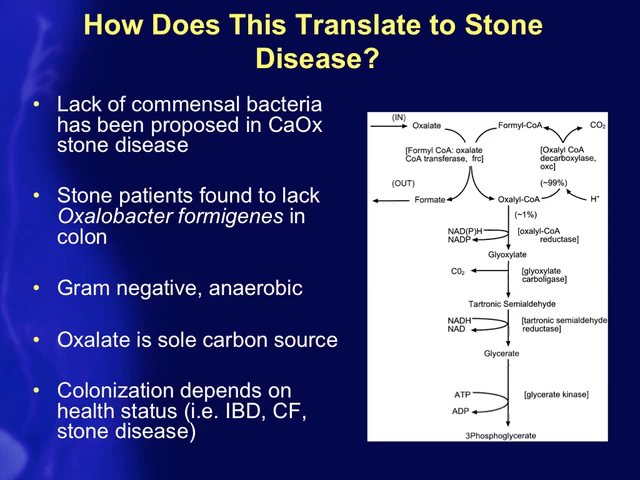 How Does This Translate to Stone
Disease?
• Lack of commensal bacteria
has been proposed in CaOx
stone disease
• Stone patients found to lack
Oxalobacter formigenes in
colon
• Gram negative, anaerobic
• Oxalate is sole carbon source
• Colonization depends on
health status (i.e. IBD, CF,
stone disease)
(IN)
Oxalate
Formyl-CoA
CO2
[Formyl CoA: oxalate
CoA transferase, frc]
[Oxalyl CoA
decarboxylase,
oxc]
(OUT)
(~99%)
Formate
Oxalyl-CoA
H+
(~1%)
NAD(P)H
NADP
[oxalyl-CoA
reductase]
Glyoxylate
C02
[glyoxylate
carboligase]
Tartronic Semialdehyde
NADH
NAD
[tartronic semialdehyde
reductase]
Glycerate
ATP
ADP
[glycerate kinase]
3Phosphoglycerate